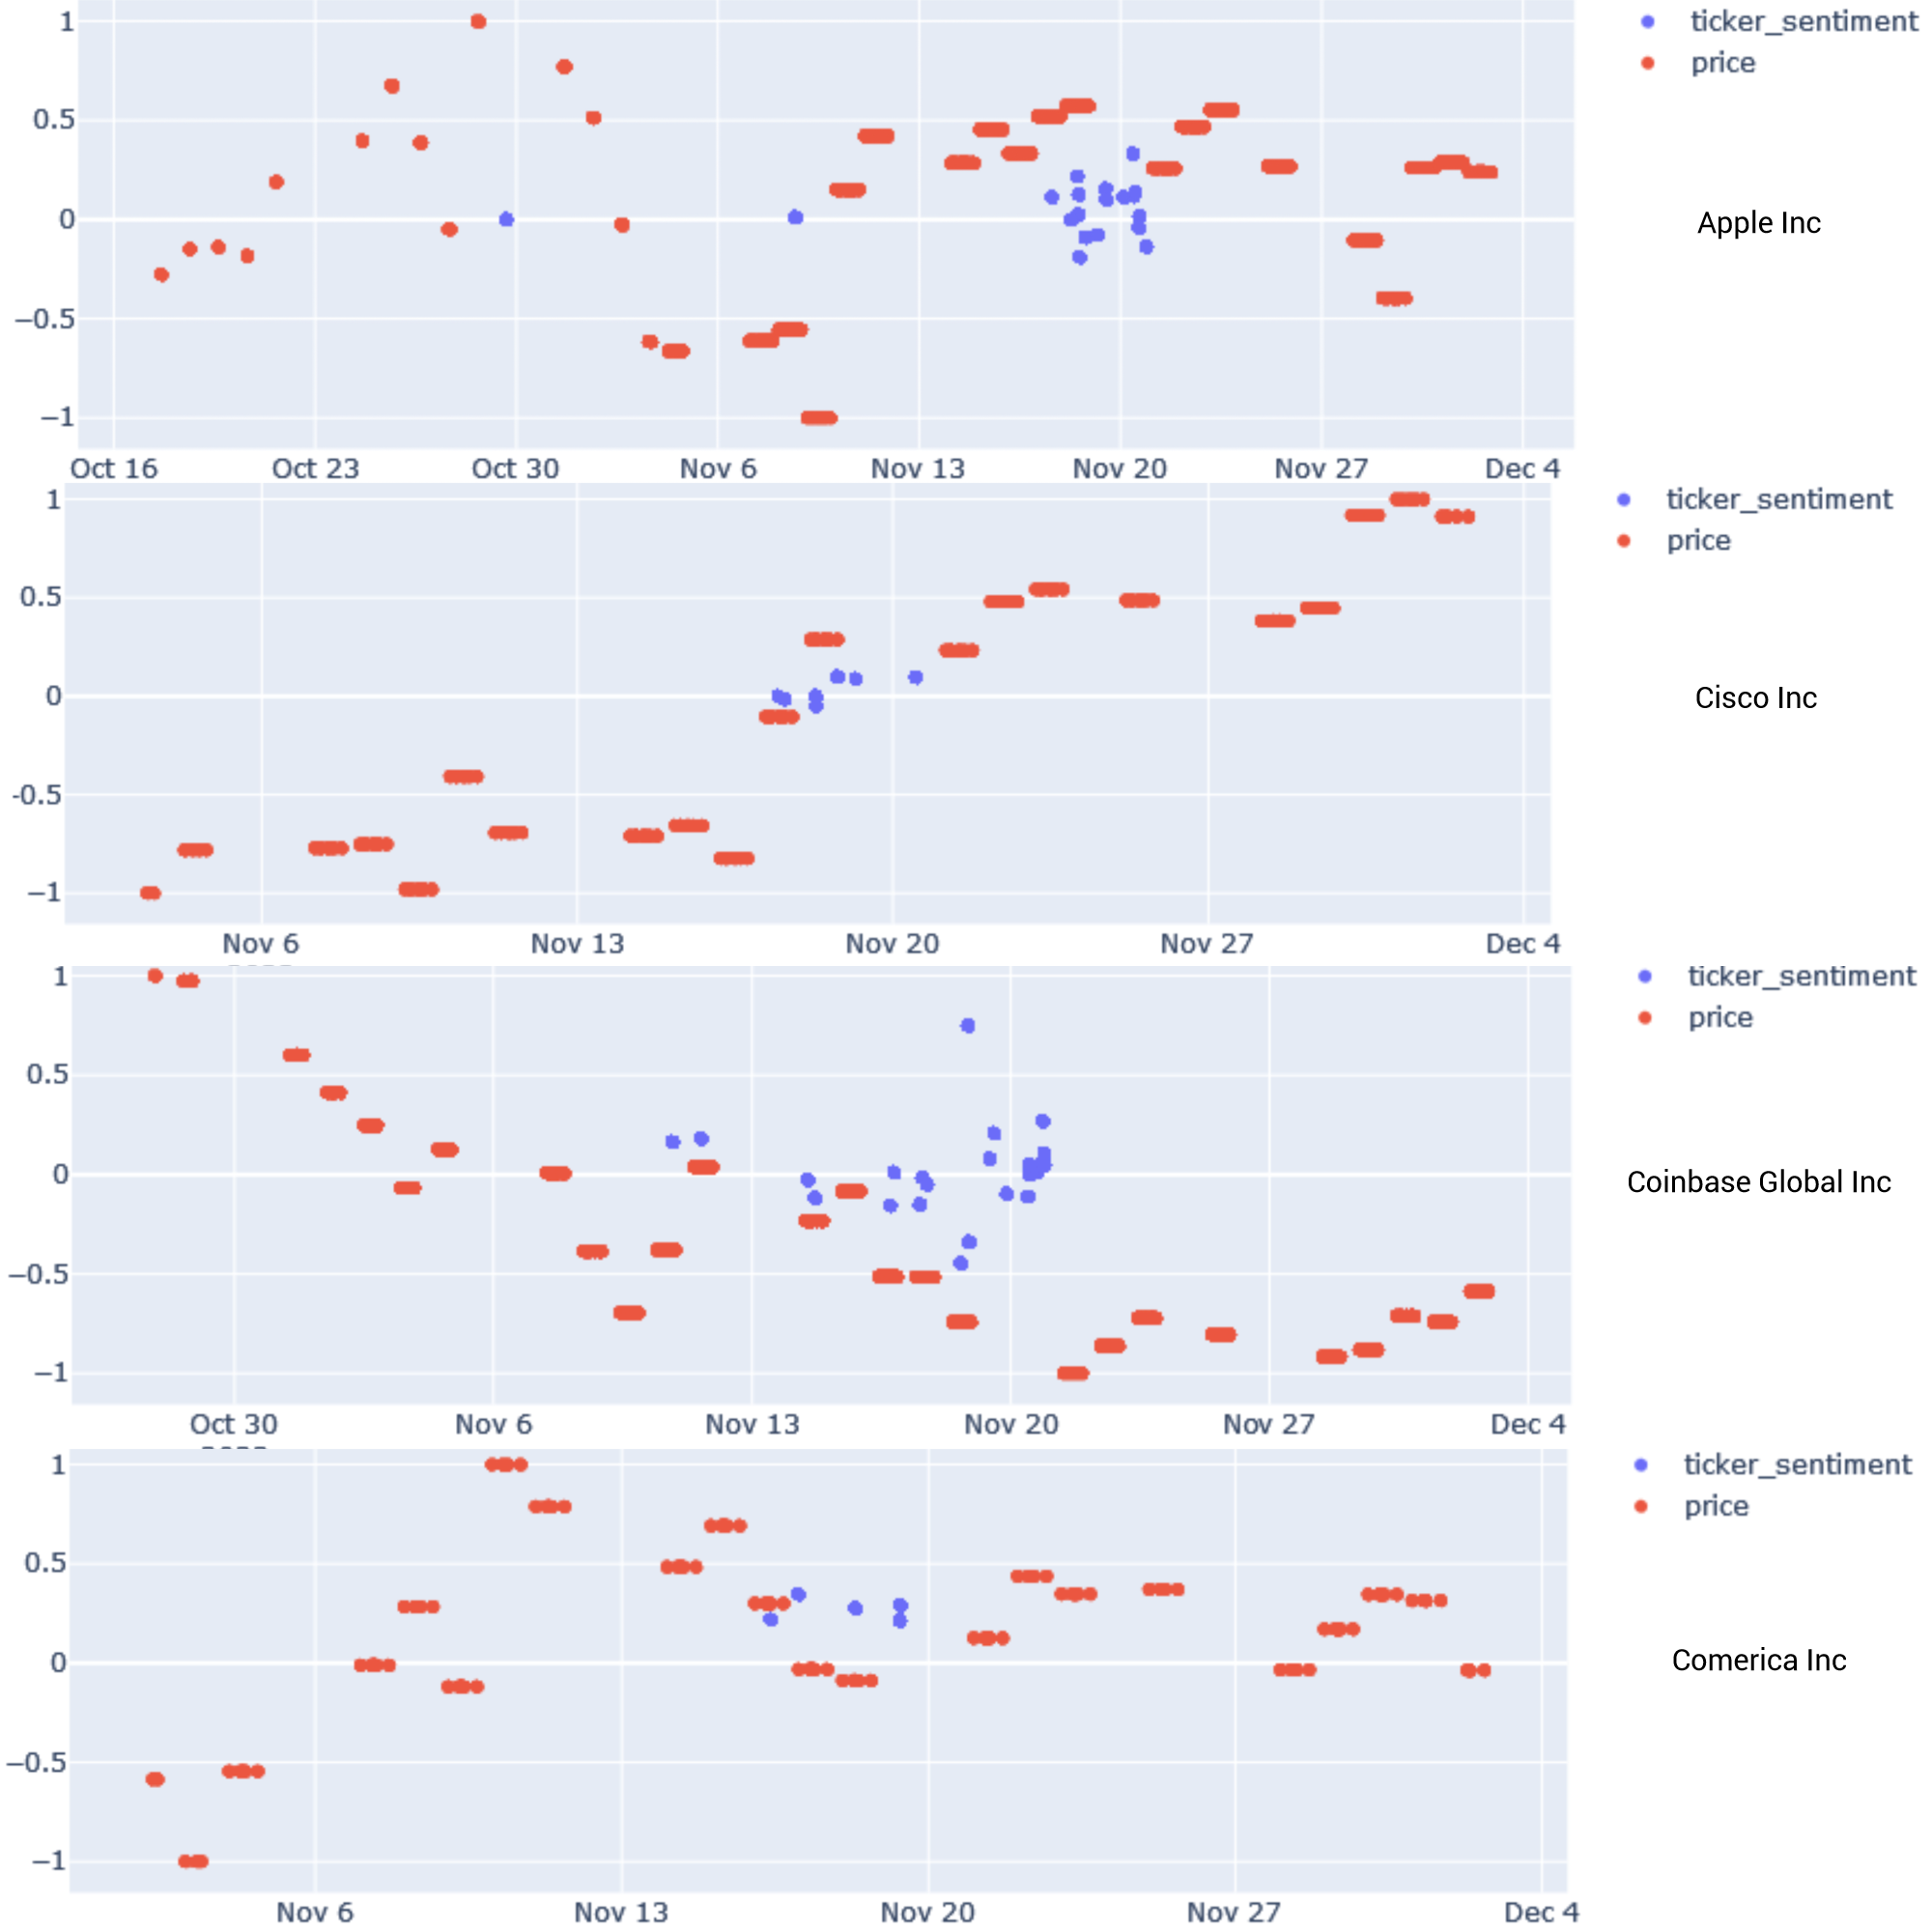 1
0.5
0
−0.5
−1
Oct 16 Oct 23 Oct 30 Nov 6 Nov 13 Nov 20 Nov 27 Dec 4
ticker_sentiment
price
Apple Inc
1
0.5
0
-0.5
−1
Nov 6 Nov 13 Nov 20 Nov 27 Dec 4
ticker_sentiment
price
Cisco Inc
1
0.5
0
−0.5
−1
Oct 30 Nov 6 Nov 13 Nov 20 Nov 27 Dec 4
ticker_sentiment
price
Coinbase Global Inc
1
0.5
0
−0.5
−1
Nov 6 Nov 13 Nov 20 Nov 27 Dec 4
ticker_sentiment
price
Comerica Inc